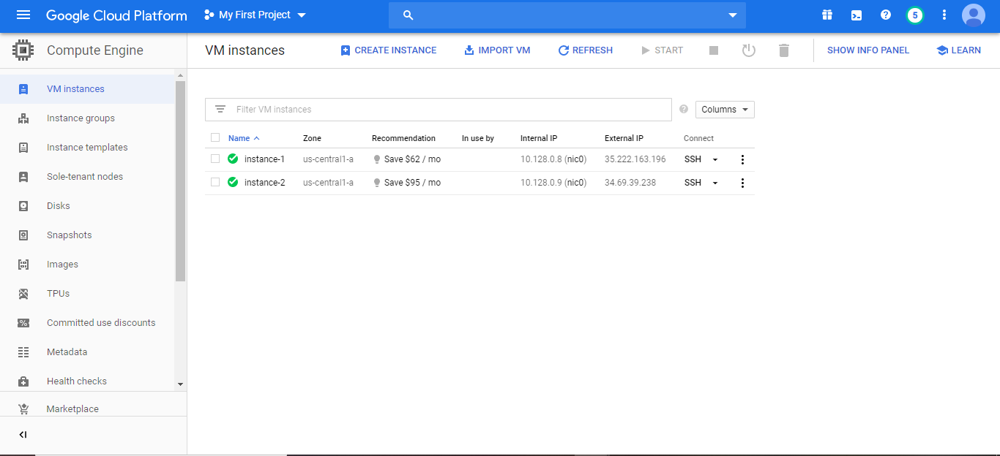 Google Cloud Platform My First Project 5
Compute Engine VM instances CREATE INSTANCE IMPORT VM REFRESH START SHOW INFO PANEL LEARN
VM instances
Instance groups
Instance templates
Sole-tenant nodes
Disks
Snapshots
Images
TPUs
Committed use discounts
Metadata
Health checks
Marketplace
Filter VM instances ? Columns
Name Zone Recommendation In use by Internal IP External IP Connect
instance-1 us-central1-a Save $62 / mo 10.128.0.8 (nic0) 35.222.163.196 SSH
instance-2 us-central1-a Save $95 / mo 10.128.0.9 (nic0) 34.69.39.238 SSH